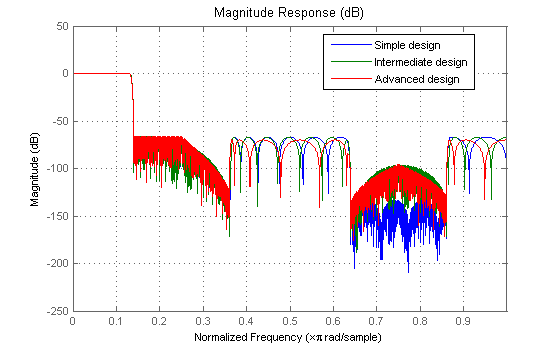 Magnitude Response (dB)
50
0
-50
-100
-150
-200
-250
Magnitude (dB)
Simple design
Intermediate design
Advanced design
0 0.1 0.2 0.3 0.4 0.5 0.6 0.7 0.8 0.9
Normalized Frequency (×π rad/sample)